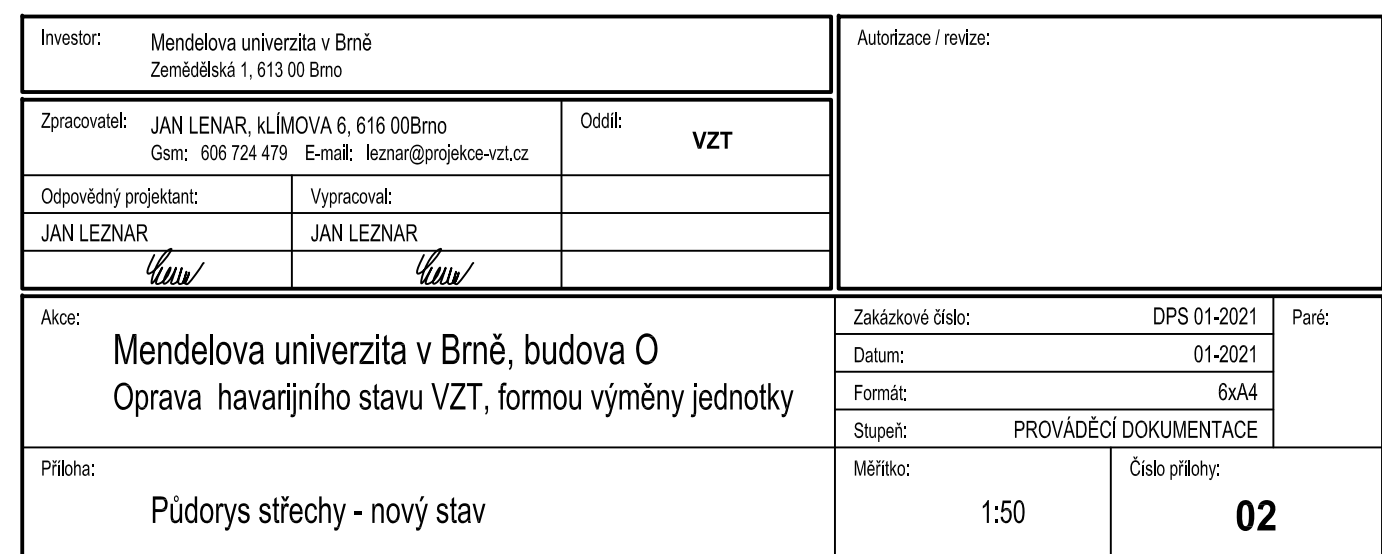 Investor: Mendelova univerzita v Brně
Zemědělská 1, 613 00 Brno
Autorizace / revize:
Zpracovatel: JAN LENAR, kLÍMOVA 6, 616 00Brno
Gsm: 606 724 479 E-mail: leznar@projekce-vzt.cz
Oddíl: VZT
Odpovědný projektant: Vypracoval:
JAN LEZNAR JAN LEZNAR
Akce:
Mendelova univerzita v Brně, budova O
Oprava havarijního stavu VZT, formou výměny jednotky
Zakázkové číslo: DPS 01-2021
Datum: 01-2021
Formát: 6xA4
Stupeň: PROVÁDĚCÍ DOKUMENTACE
Paré:
Příloha:
Půdorys střechy - nový stav
Měřítko:
1:50
Číslo přílohy:
02